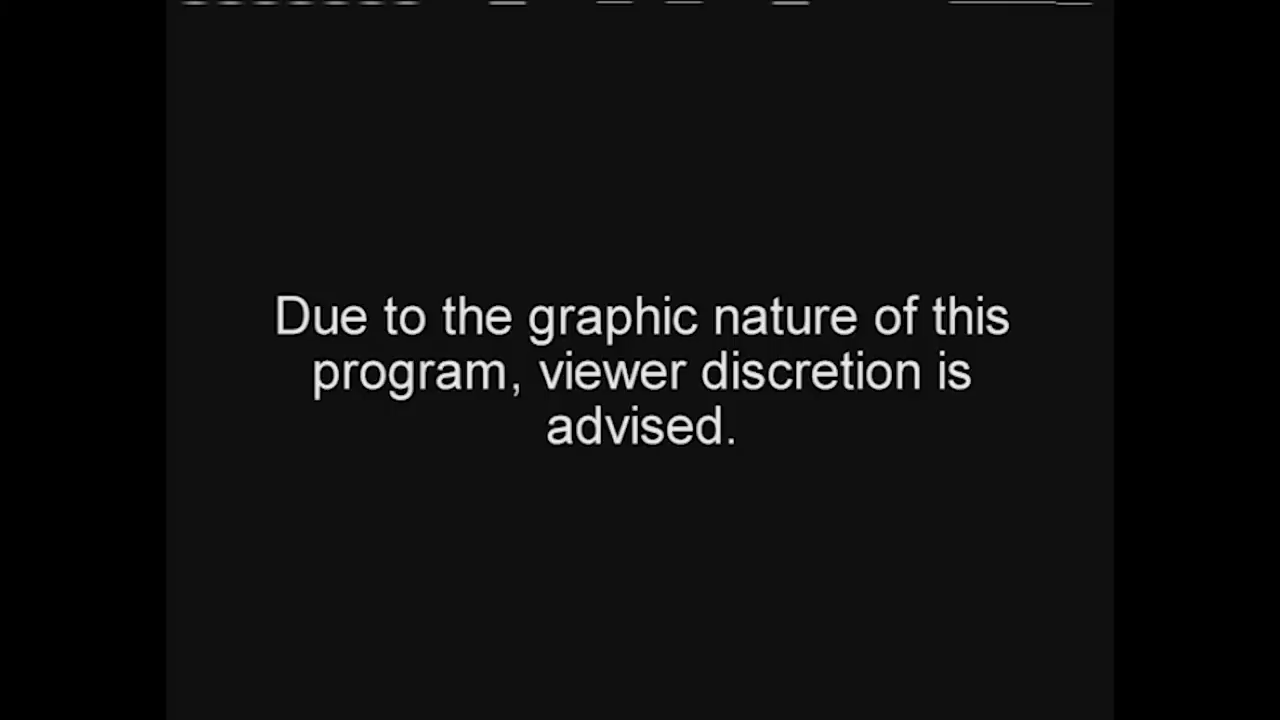 Due to the graphic nature of this
program, viewer discretion is
advised.